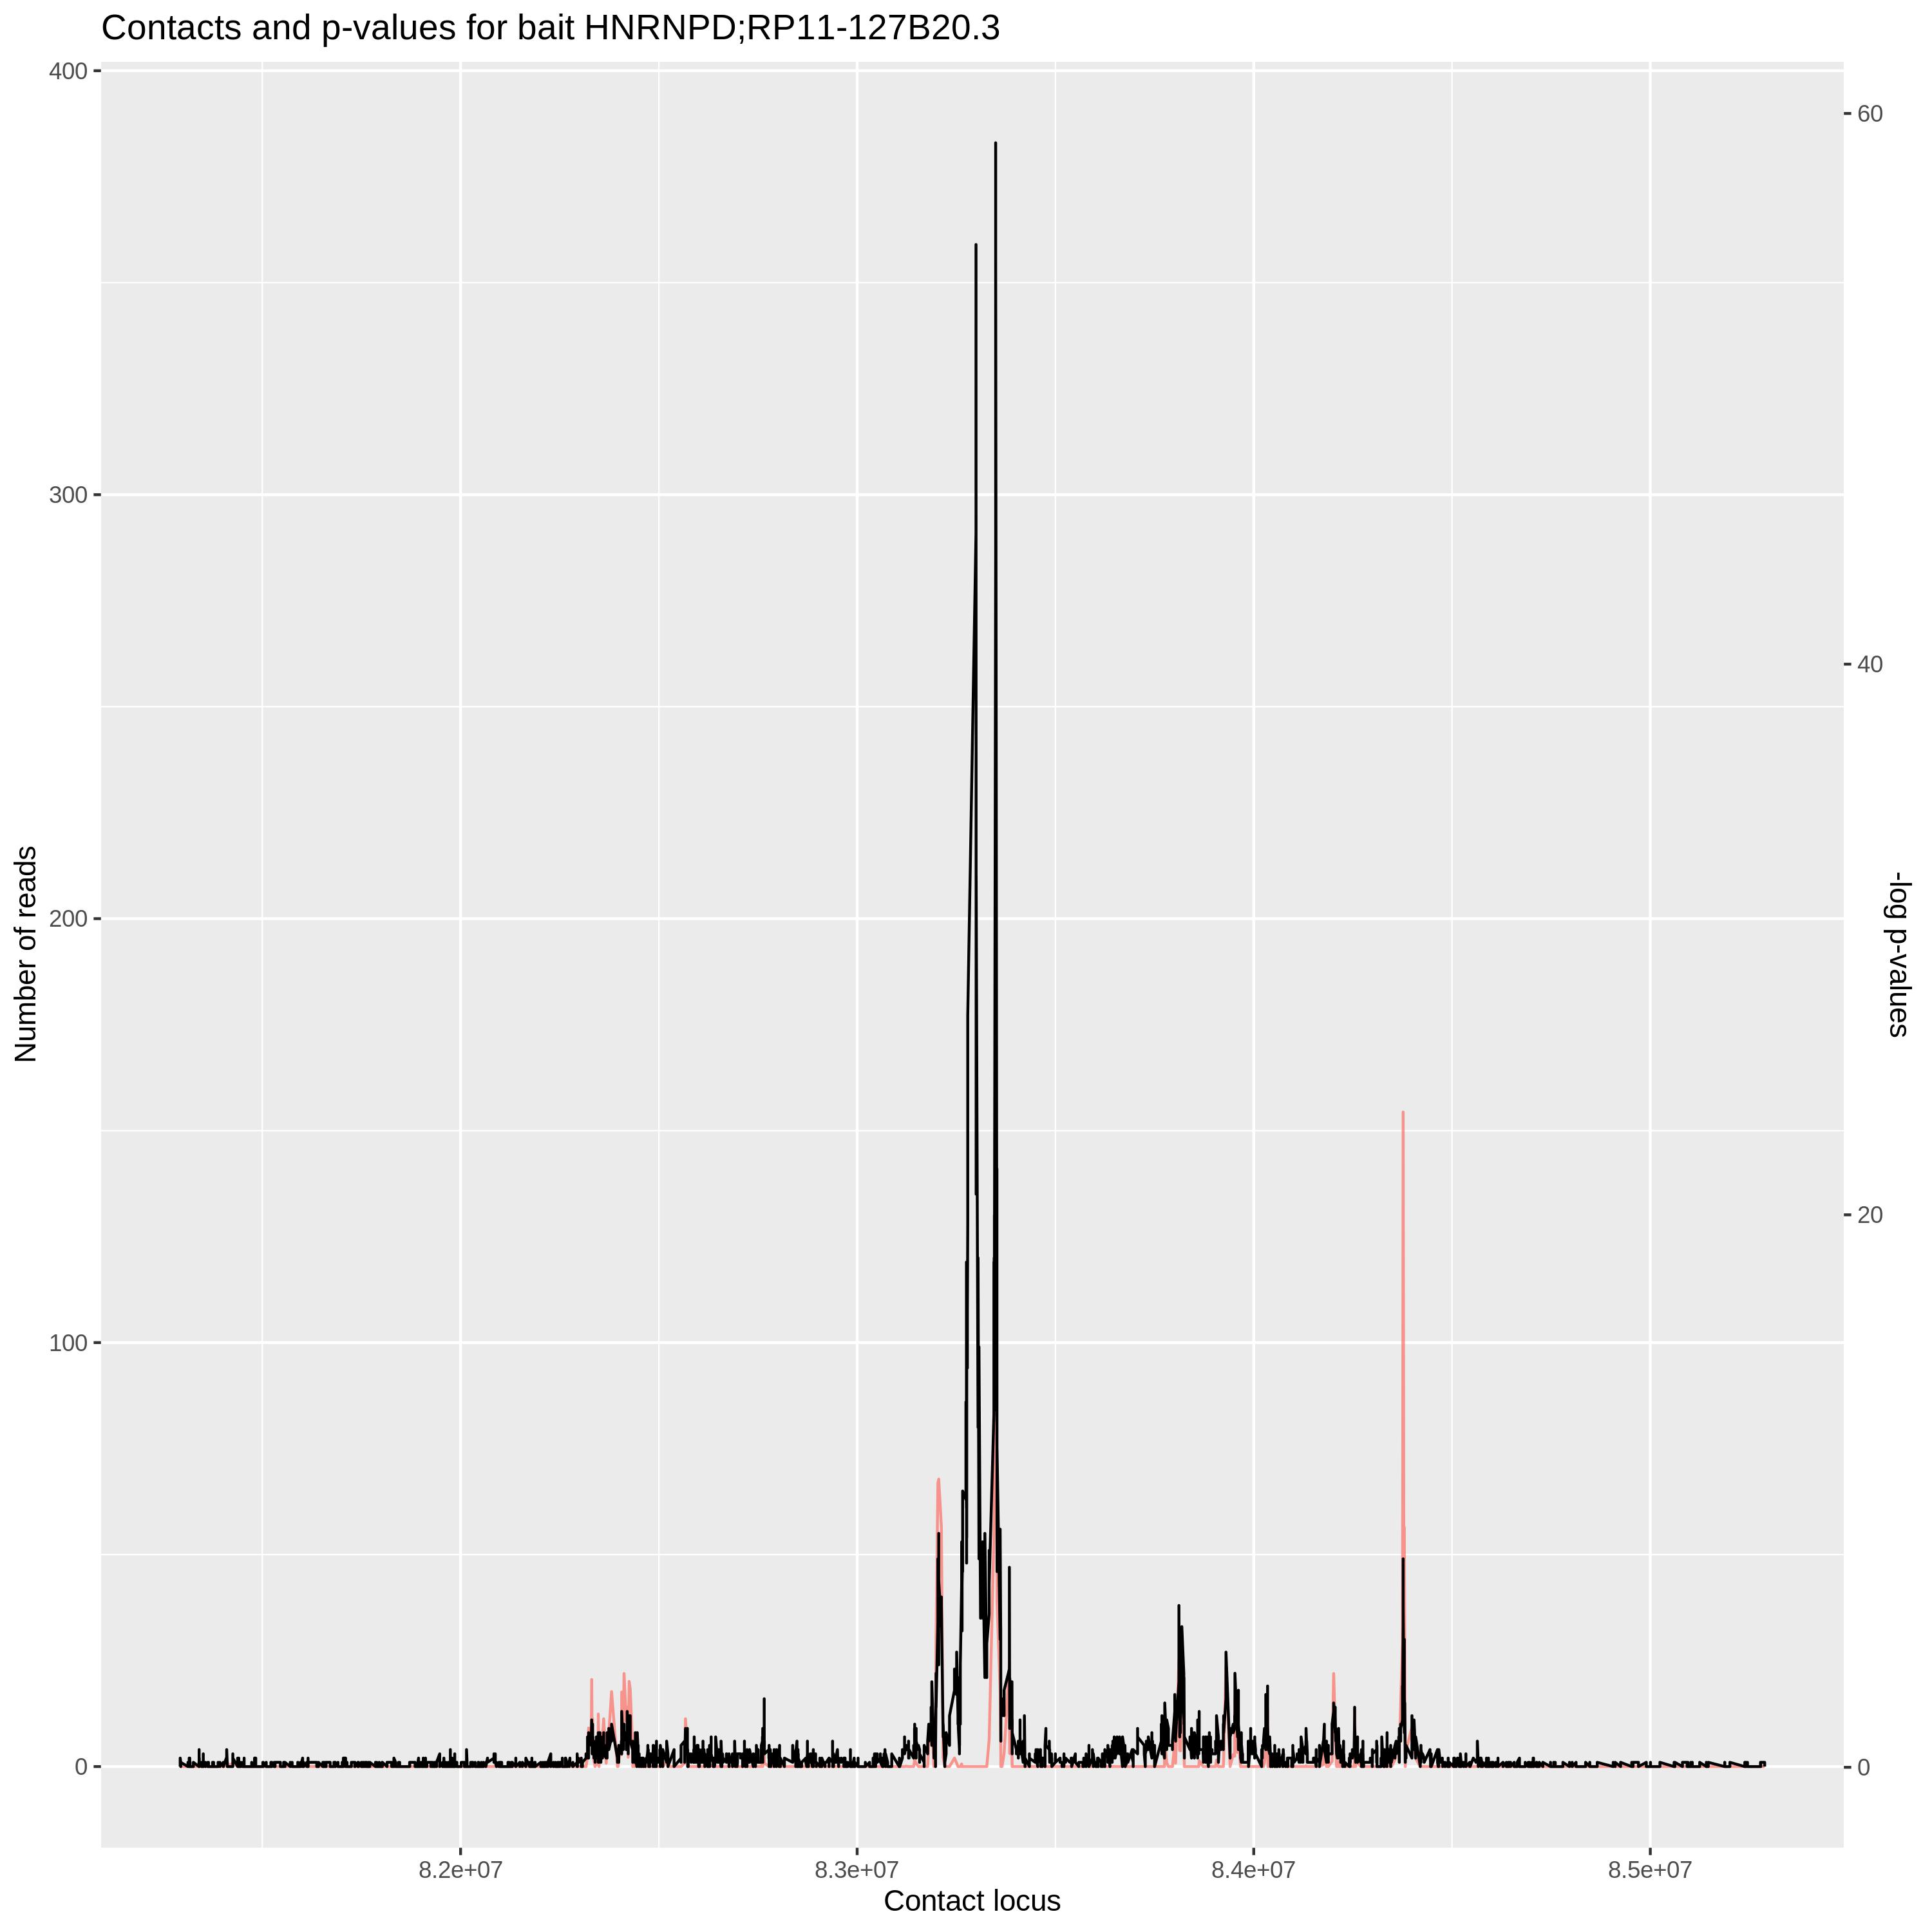 Contacts and p-values for bait HNRNPD;RP11-127B20.3
400
300
200
100
0
60
40
20
0
Number of reads
-log p-values
8.2e+07
8.3e+07
8.4e+07
8.5e+07
Contact locus